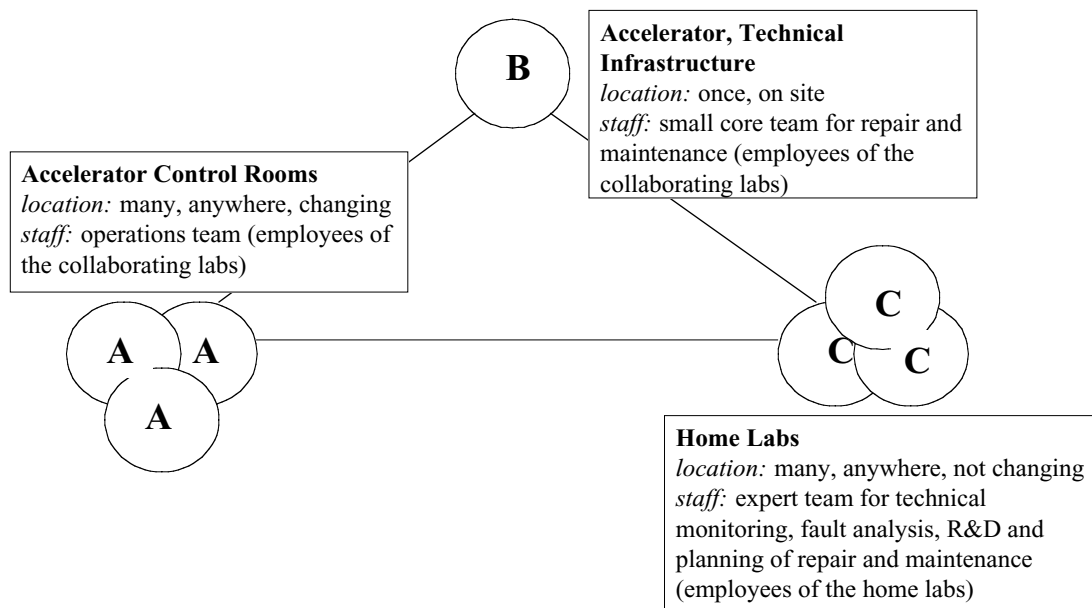 B
Accelerator, Technical
Infrastructure
location: once, on site
staff: small core team for repair and
maintenance (employees of the
collaborating labs)
Accelerator Control Rooms
location: many, anywhere, changing
staff: operations team (employees of
the collaborating labs)
A
A
A
C
C
C
Home Labs
location: many, anywhere, not changing
staff: expert team for technical
monitoring, fault analysis, R&D and
planning of repair and maintenance
(employees of the home labs)